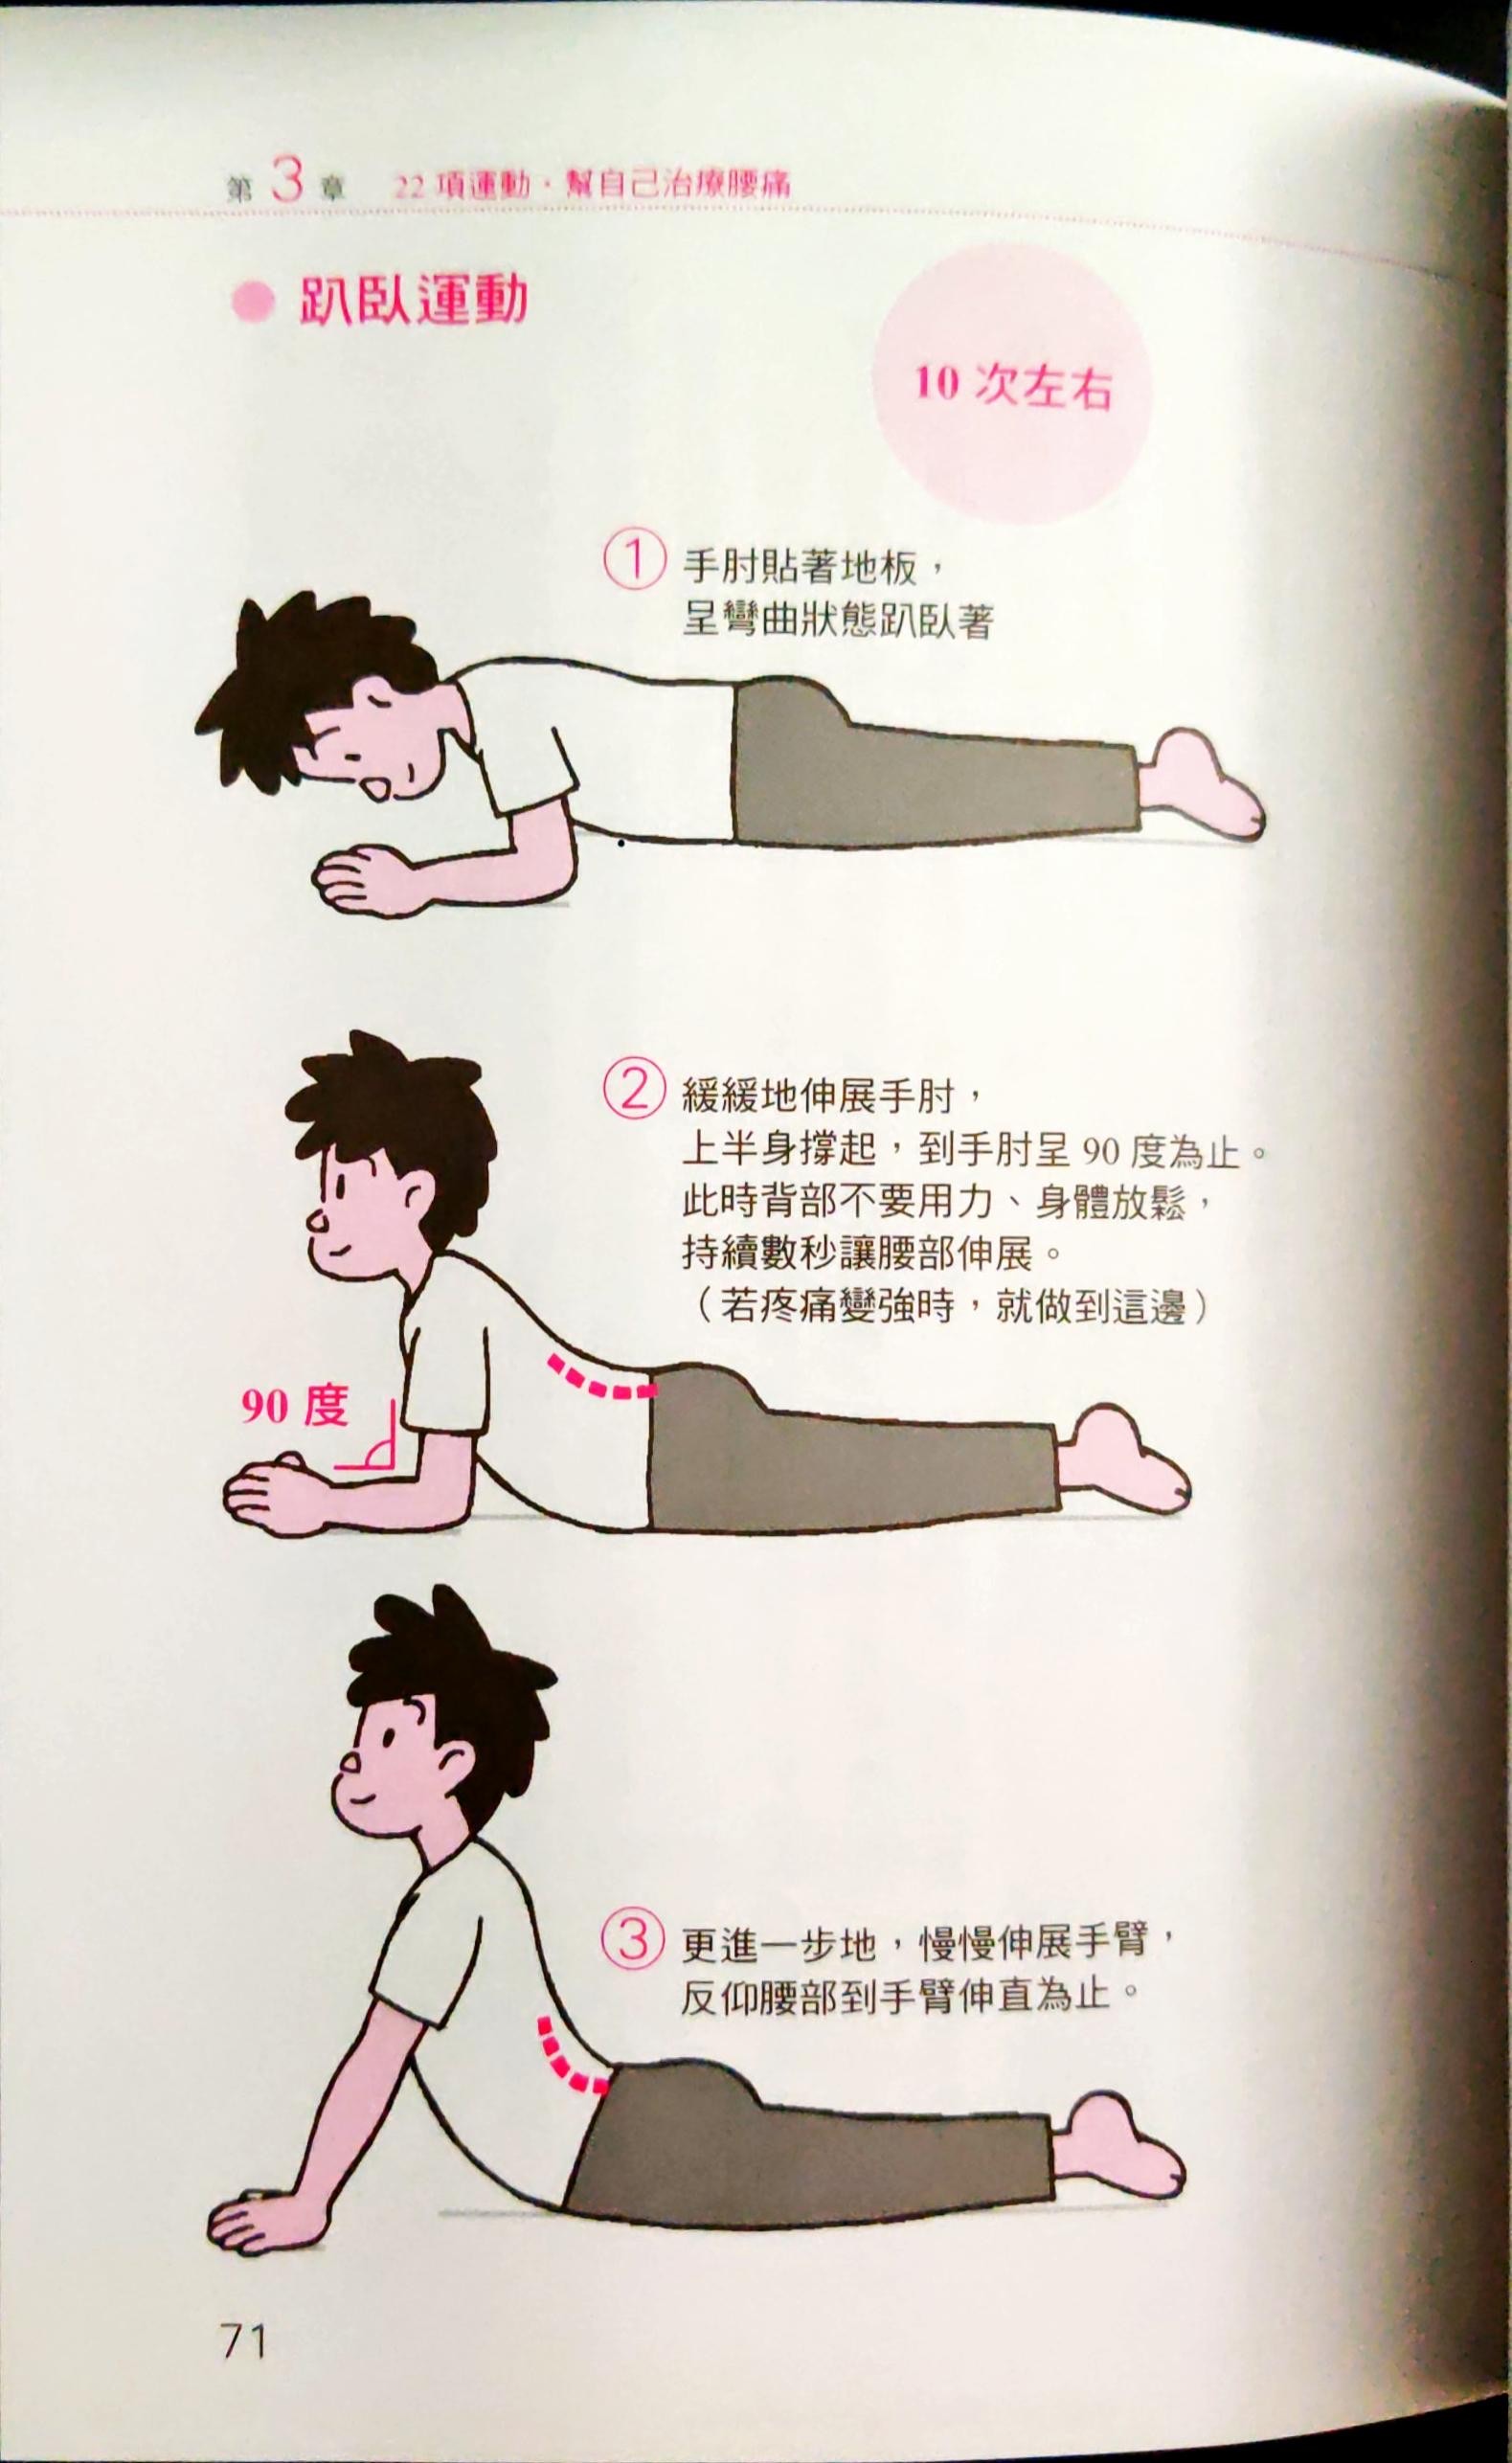 第 3 章 22 項運動，幫自己治療腰痛
● 趴臥運動
10 次左右
① 手肘貼著地板，
呈彎曲狀態趴臥著
② 緩緩地伸展手肘，
上半身撐起，到手肘呈 90 度為止。
此時背部不要用力、身體放鬆，
持續數秒讓腰部伸展。
（若疼痛變強時，就做到這邊）
90 度
③ 更進一步地，慢慢伸展手臂，
反仰腰部到手臂伸直為止。
71